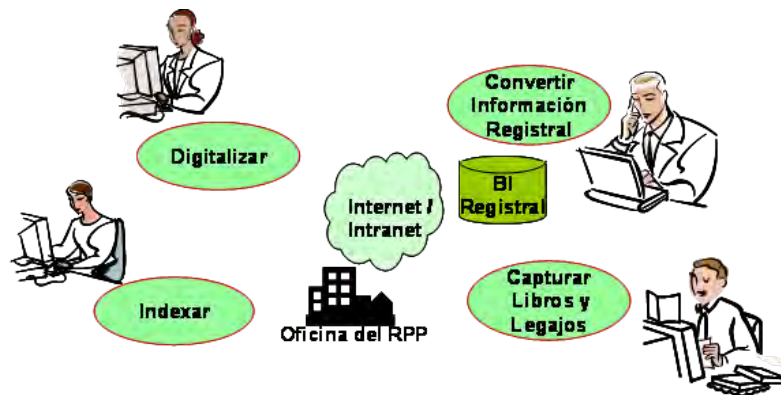 Convertir
Información
Registral
Digitalizar
BI
Registral
Internet /
Intranet
Capturar
Libros y
Legajos
Indexar
Oficina del RPP